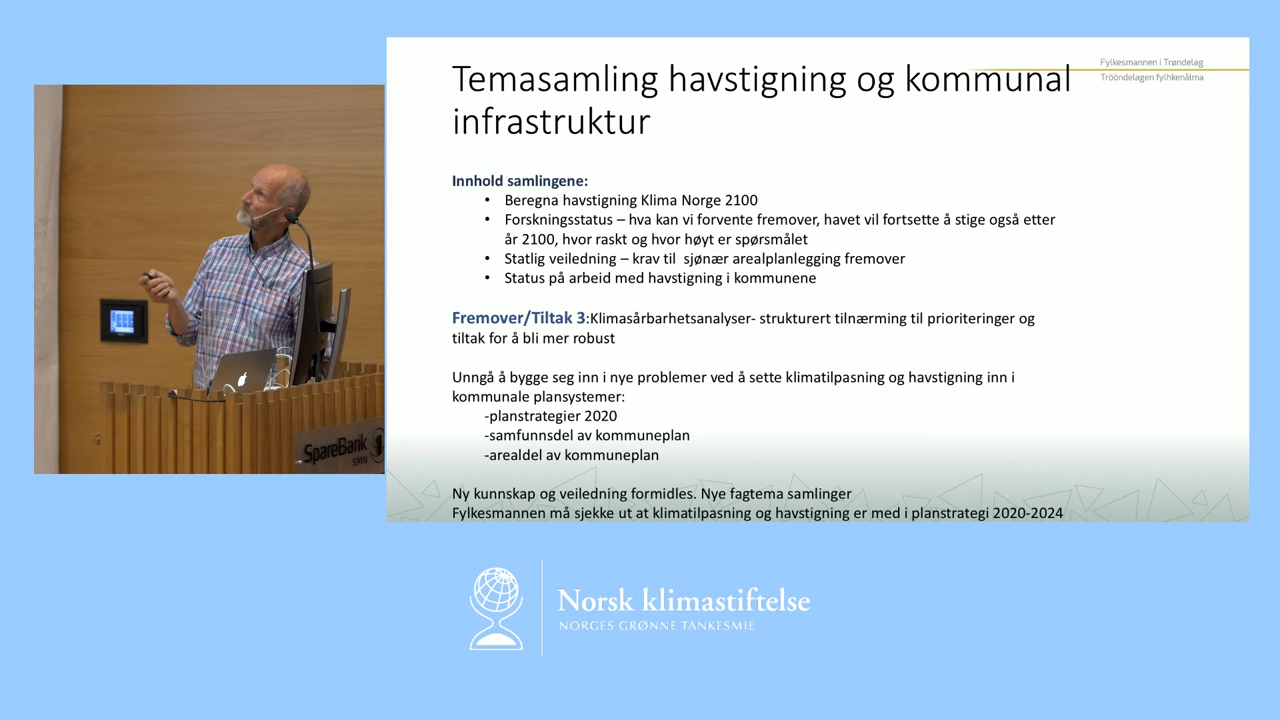 Fylkesmannen i Trøndelag
Trööndelagen fylhkenålma
Temasamling havstigning og kommunal
infrastruktur
Innhold samlingene:
• Beregna havstigning Klima Norge 2100
• Forskningsstatus – hva kan vi forvente fremover, havet vil fortsette å stige også etter
år 2100, hvor raskt og hvor høyt er spørsmålet
• Statlig veiledning – krav til sjønær arealplanlegging fremover
• Status på arbeid med havstigning i kommunene
Fremover/Tiltak 3:Klimasårbarhetsanalyser- strukturert tilnærming til prioriteringer og
tiltak for å bli mer robust
Unngå å bygge seg inn i nye problemer ved å sette klimatilpasning og havstigning inn i
kommunale plansystemer:
-planstrategier 2020
-samfunnsdel av kommuneplan
-arealdel av kommuneplan
Ny kunnskap og veiledning formidles. Nye fagtema samlinger
Fylkesmannen må sjekke ut at klimatilpasning og havstigning er med i planstrategi 2020-2024
SpareBank
SMN
Norsk klimastiftelse
NORGES GRØNNE TANKESMIE